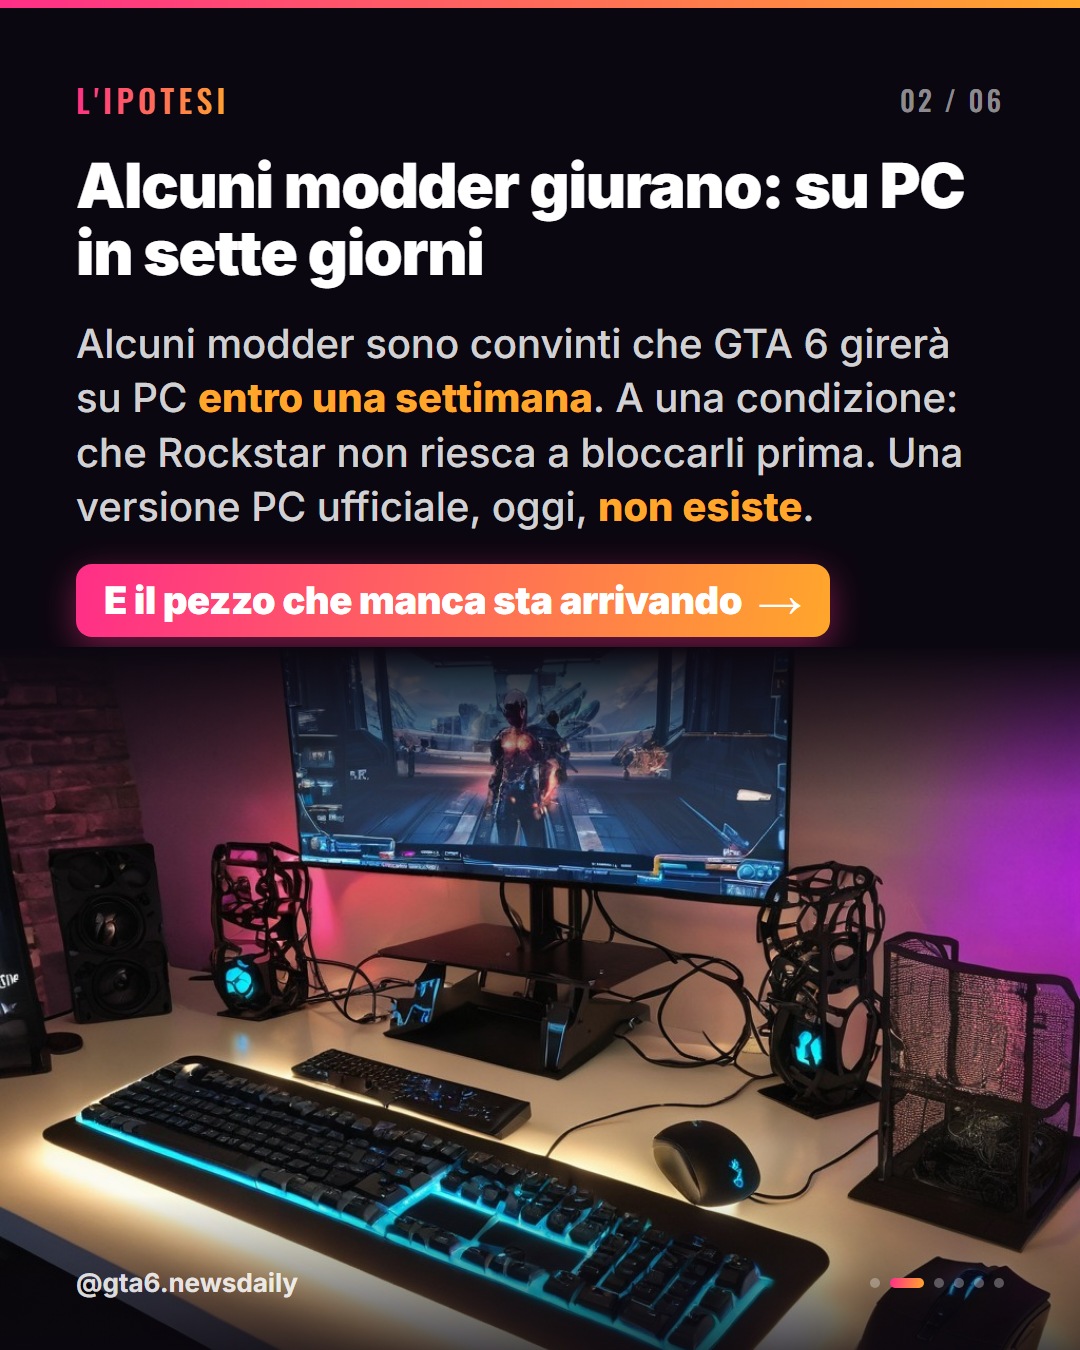 L'IPOTESI
02 / 06
Alcuni modder giurano: su PC
in sette giorni
Alcuni modder sono convinti che GTA 6 girerà
su PC entro una settimana. A una condizione:
che Rockstar non riesca a bloccarli prima. Una
versione PC ufficiale, oggi, non esiste.
E il pezzo che manca sta arrivando →
@gta6.newsdaily